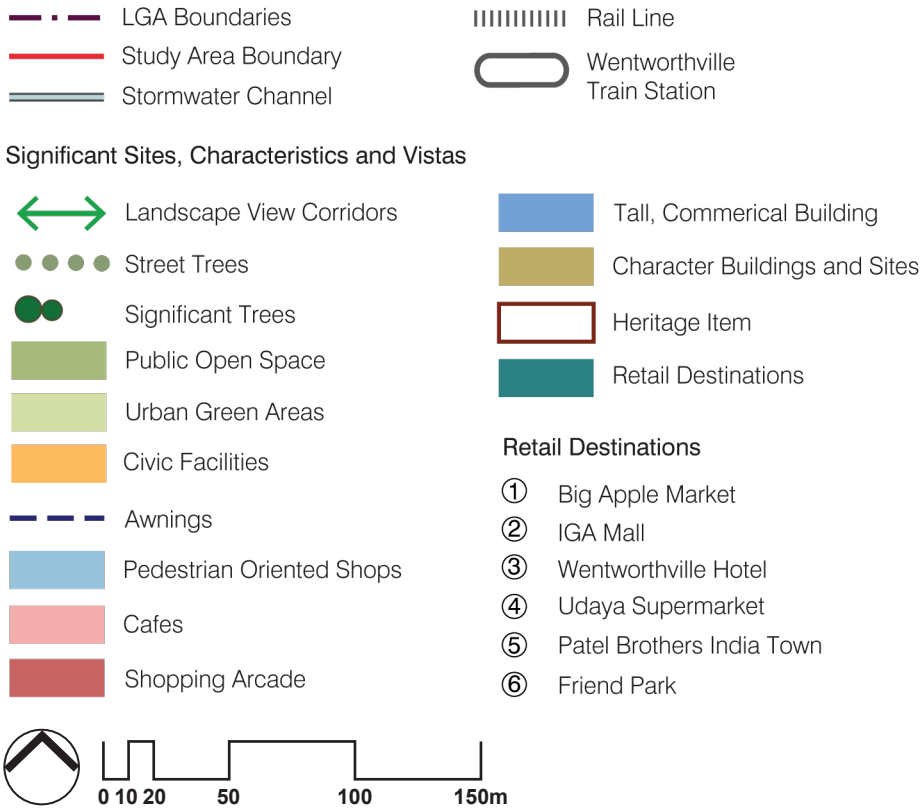 LGA Boundaries
Study Area Boundary
Stormwater Channel
Rail Line
Wentworthville
Train Station
Significant Sites, Characteristics and Vistas
Landscape View Corridors
Street Trees
Significant Trees
Public Open Space
Urban Green Areas
Civic Facilities
Awnings
Pedestrian Oriented Shops
Cafes
Shopping Arcade
Tall, Commerical Building
Character Buildings and Sites
Heritage Item
Retail Destinations
Retail Destinations
① Big Apple Market
② IGA Mall
③ Wentworthville Hotel
④ Udaya Supermarket
⑤ Patel Brothers India Town
⑥ Friend Park
0 10 20 50 100 150m